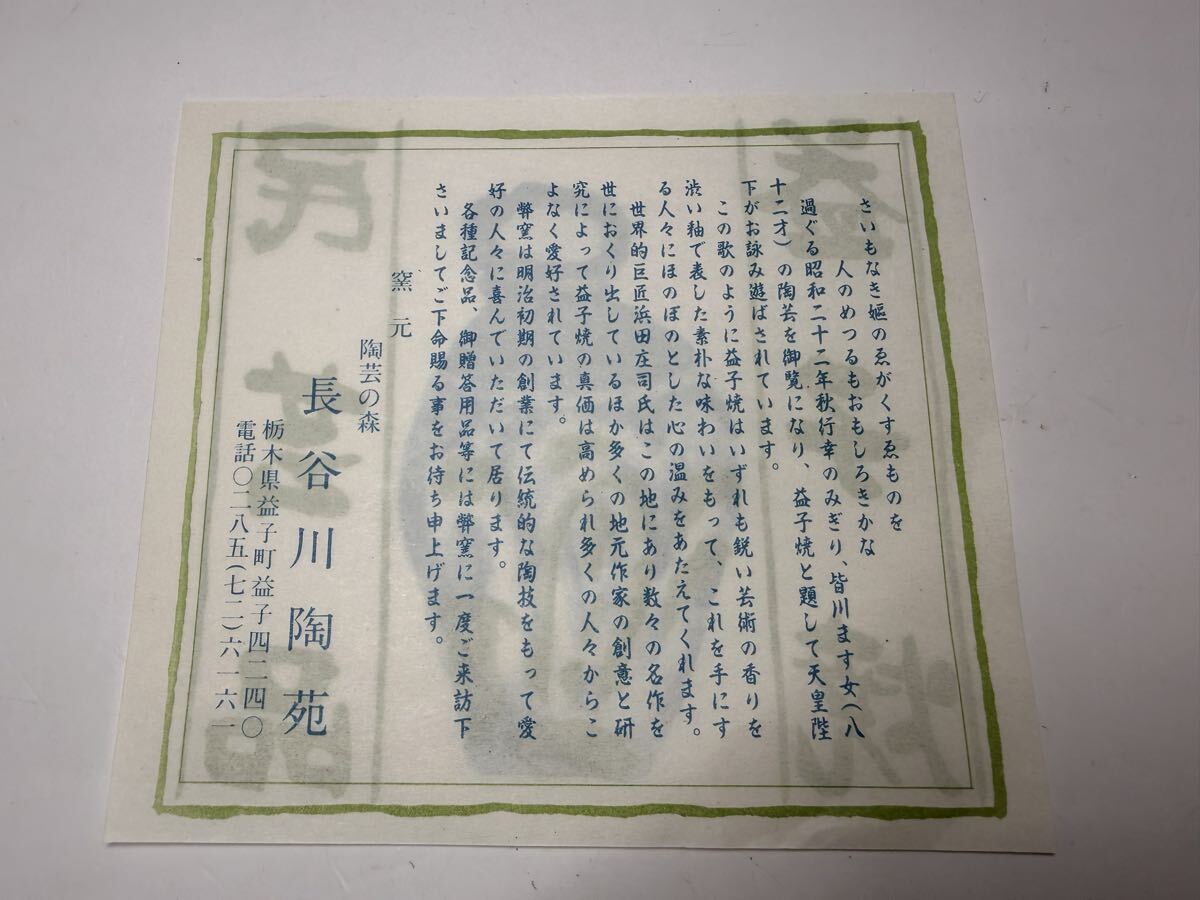 さいもなき嫗のゑがくすゑものを
人のめつるもおもしろきかな
過ぐる昭和二十二年秋行幸のみぎり、皆川ます女(八
十二才)の陶芸を御覧になり、益子焼と題して天皇陛
下がお詠み遊ばされています。
この歌のように益子焼はいずれも鋭い芸術の香りを
渋い釉で表した素朴な味わいをもって、これを手にす
る人々にほのぼのとした心の温みをあたえてくれます。
世界的巨匠浜田庄司氏はこの地にあり数々の名作を
世におくり出しているほか多くの地元作家の創意と研
究によって益子焼の真価は高められ多くの人々からこ
よなく愛好されています。
弊窯は明治初期の創業にて伝統的な陶技をもって愛
好の人々に喜んでいただいて居ります。
各種記念品、御贈答用品等には弊窯に一度ご来訪下
さいましてご下命賜る事をお待ち申上げます。
窯元
陶芸の森
長谷川陶苑
栃木県益子町益子四二四〇
電話〇二八五(七二)六一六一
益子焼
民芸品